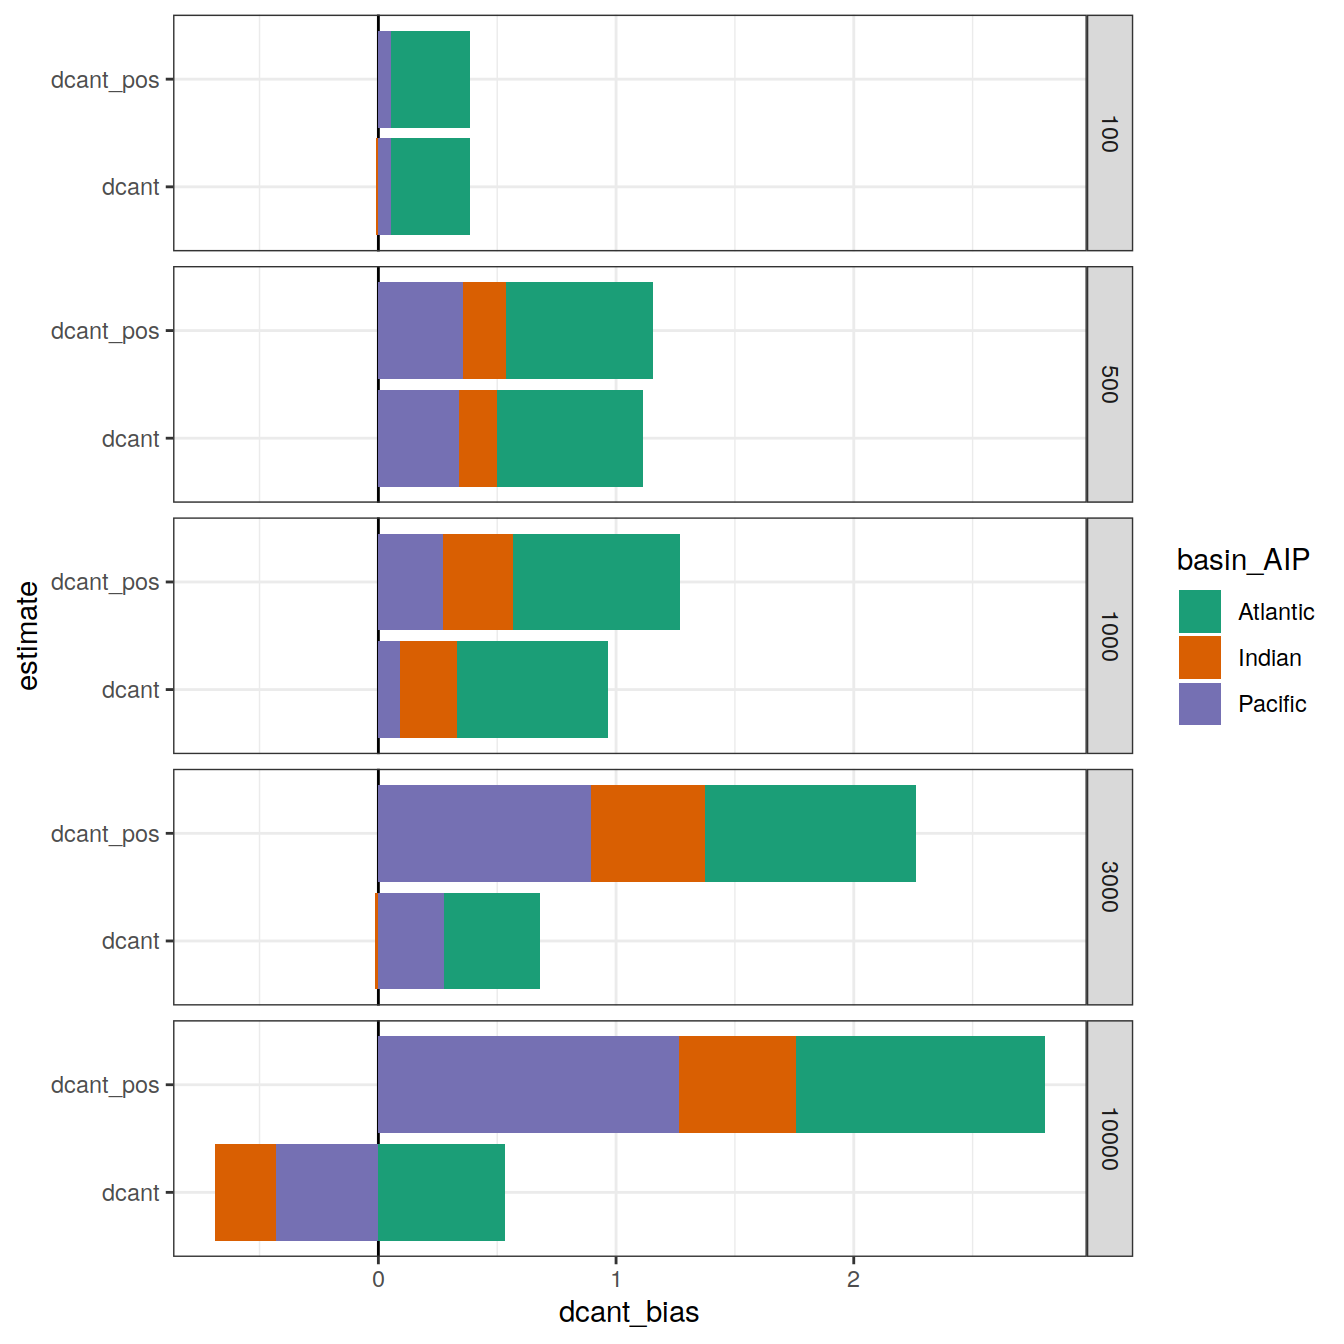 dcant_pos
dcant
100
dcant_pos
dcant
500
estimate
dcant_pos
dcant
1000
dcant_pos
dcant
3000
dcant_pos
dcant
10000
0 1 2
dcant_bias
basin_AIP
Atlantic
Indian
Pacific